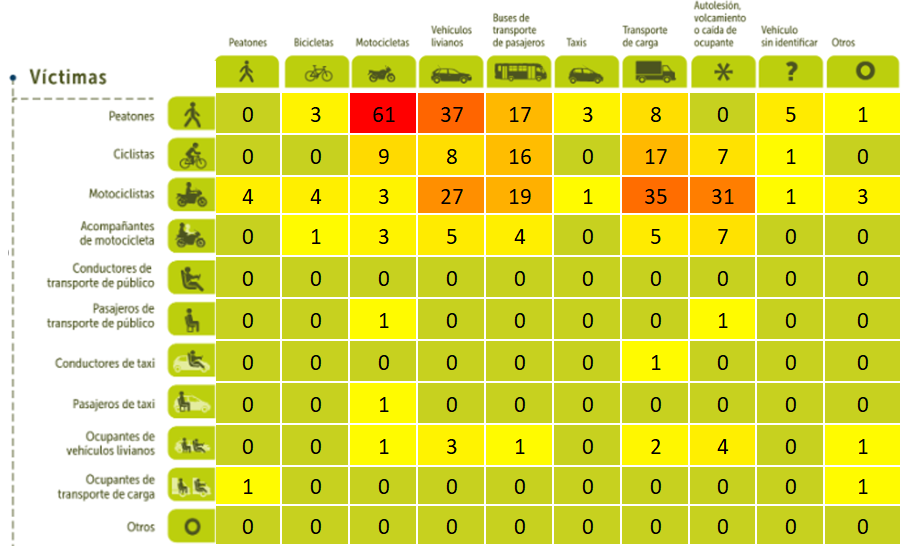 Peatones
Bicicletas
Motocicletas
Vehículos
livianos
Buses de
transporte
de pasajeros
Taxis
Transporte
de carga
Autolesión,
volcamiento
o caída de
ocupante
Vehículo
sin identificar
Otros
Víctimas
?
Peatones 0 3 61 37 17 3 8 0 5 1
Ciclistas 0 0 9 8 16 0 17 7 1 0
Motociclistas 4 4 3 27 19 1 35 31 1 3
Acompañantes
de motocicleta 0 1 3 5 4 0 5 7 0 0
Conductores de
transporte de público 0 0 0 0 0 0 0 0 0 0
Pasajeros de
transporte de público 0 0 1 0 0 0 0 1 0 0
Conductores de taxi 0 0 0 0 0 0 1 0 0 0
Pasajeros de taxi 0 0 1 0 0 0 0 0 0 0
Ocupantes de
vehículos livianos 0 0 1 3 1 0 2 4 0 1
Ocupantes de
transporte de carga 1 0 0 0 0 0 0 0 0 1
Otros 0 0 0 0 0 0 0 0 0 0